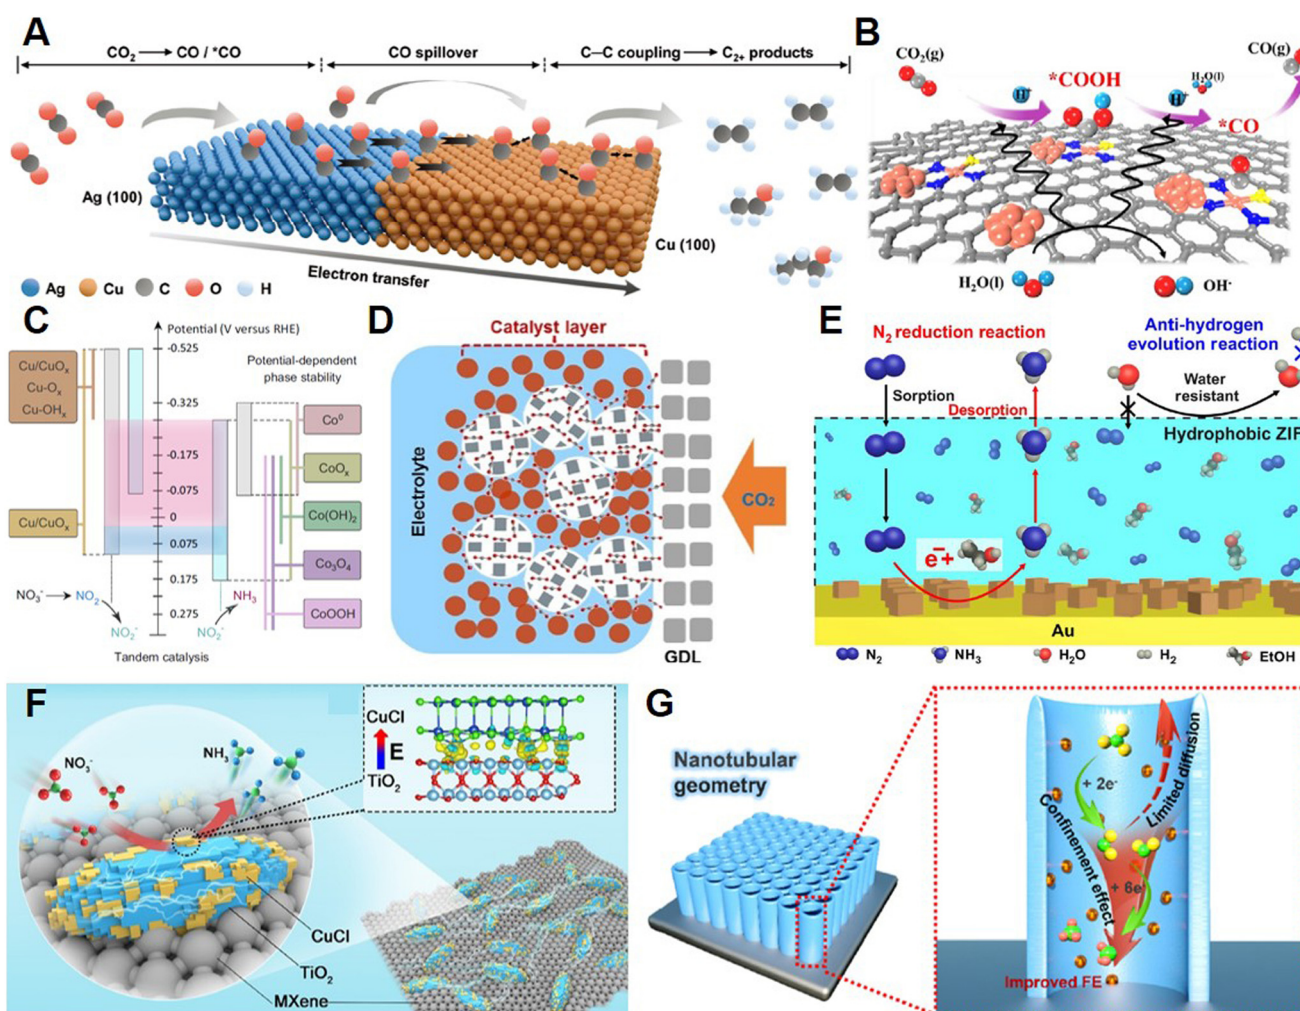 A
CO₂ → CO / *CO
CO spillover
C─C coupling → C₂₊ products
Ag (100)
Cu (100)
Electron transfer
Ag Cu C O H
B
CO₂(g)
H⁺
*COOH
H⁺
H₂O(l)
*CO
CO(g)
H₂O(l)
OH⁻
C
Potential (V versus RHE)
Cu/CuOₓ
Cu-Oₓ
Cu-OHₓ
Cu/CuOₓ
-0.525
-0.325
-0.175
-0.075
0
0.075
0.175
0.275
Potential-dependent
phase stability
Co⁰
CoOₓ
Co(OH)₂
Co₃O₄
CoOOH
NO₃⁻ → NO₂
NO₂⁻
NO₂⁻
NH₃
Tandem catalysis
D
Catalyst layer
Electrolyte
CO₂
GDL
E
N₂ reduction reaction
Anti-hydrogen
evolution reaction
Sorption
Desorption
Water
resistant
Hydrophobic ZIF
e⁻+
Au
N₂ NH₃ H₂O H₂ EtOH
F
NO₃⁻
NH₃
CuCl
E
TiO₂
CuCl
TiO₂
MXene
G
Nanotubular
geometry
+ 2e⁻
Limited diffusion
Confinement effect
+ 6e⁻
Improved FE